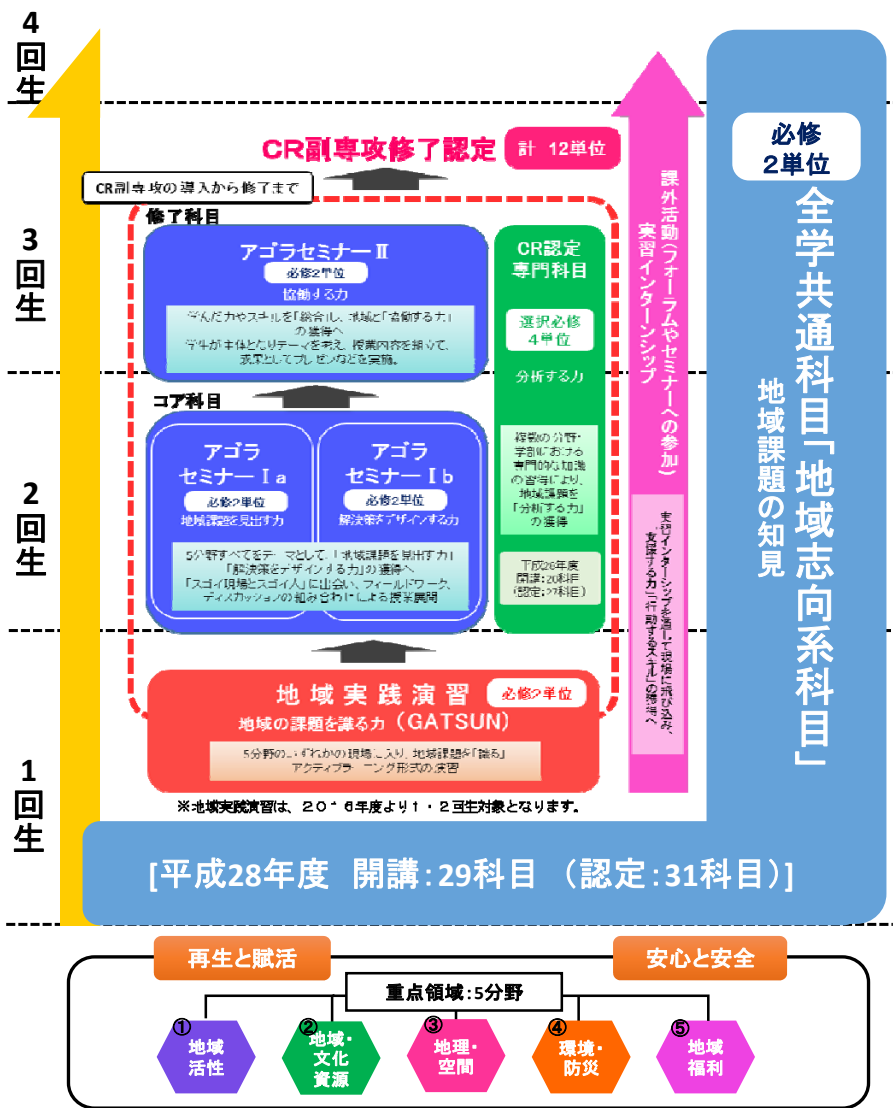 4
回
生
3
回
生
2
回
生
1
回
生
CR副専攻修了認定
計 12単位
CR副専攻の導入から修了まで
修了科目
アゴラセミナーⅡ
必修2単位
協働する力
学んだ力やスキルを「総合」し、地域と「協働する力」
の獲得へ
学生が主体となりテーマを考え、授業内容を組立て、
成果としてプレゼンなどを実施。
CR認定
専門科目
選択必修
4単位
分析する力
複数の分野・
学部における
専門的な知識
の習得により、
地域課題を
「分析する力」
の獲得
平成26年度
開講:20科目
(認定:27科目)
コア科目
アゴラ
セミナーⅠa
必修2単位
地域課題を見出す力
アゴラ
セミナーⅠb
必修2単位
解決策をデザインする力
5分野すべてをテーマとして、「地域課題を見出す力」
「解決策をデザインする力」の獲得へ
「スゴイ現場とスゴイ人」に出会い、フィールドワーク、
ディスカッションの組み合わせによる授業展開
地域実践演習
必修2単位
地域の課題を識る力(GATSUN)
5分野のいずれかの現場に入り、地域課題を「識る」
アクティブラーニング形式の演習
※地域実践演習は、2016年度より1・2回生対象となります。
課外活動(フォーラムやセミナーへの参加)
実習インターンシップ
実習インターンシップを通して現場に飛び込み、
「支援する力」「行動するスキル」の獲得へ
必修
2単位
全学共通科目「地域志向系科目」
地域課題の知見
[平成28年度 開講:29科目 (認定:31科目)]
再生と賦活
安心と安全
重点領域:5分野
①
地域
活性
②
地域・
文化
資源
③
地理・
空間
④
環境・
防災
⑤
地域
福利